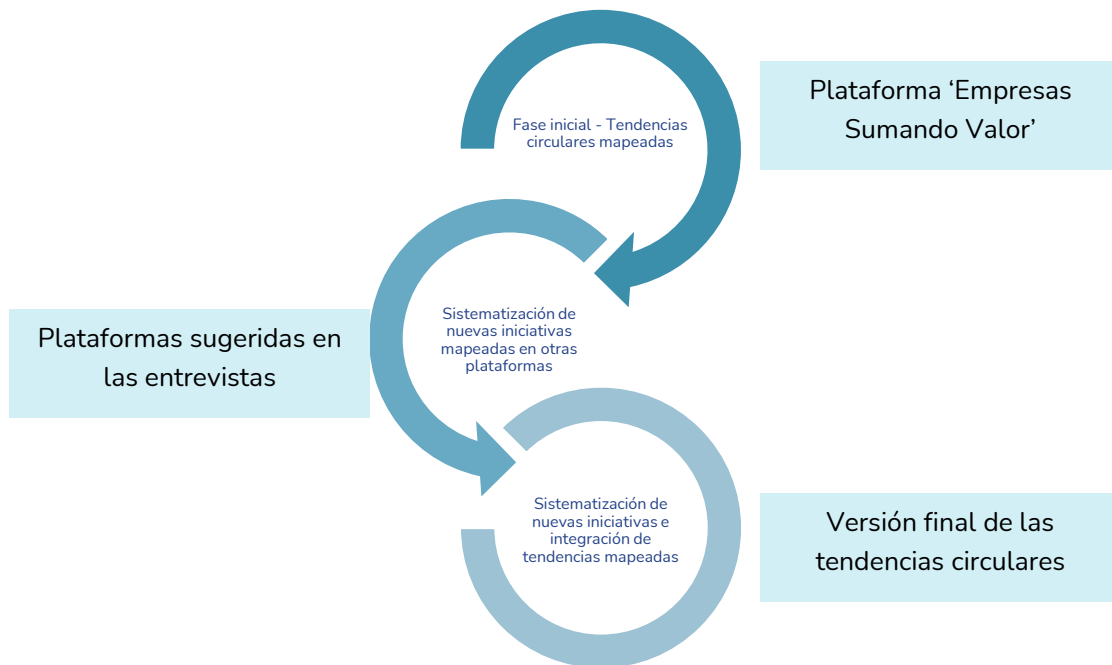 Fase inicial - Tendencias
circulares mapeadas
Plataforma ‘Empresas
Sumando Valor’
Plataformas sugeridas en
las entrevistas
Sistematización de
nuevas iniciativas
mapeadas en otras
plataformas
Sistematización de
nuevas iniciativas e
integración de
tendencias mapeadas
Versión final de las
tendencias circulares